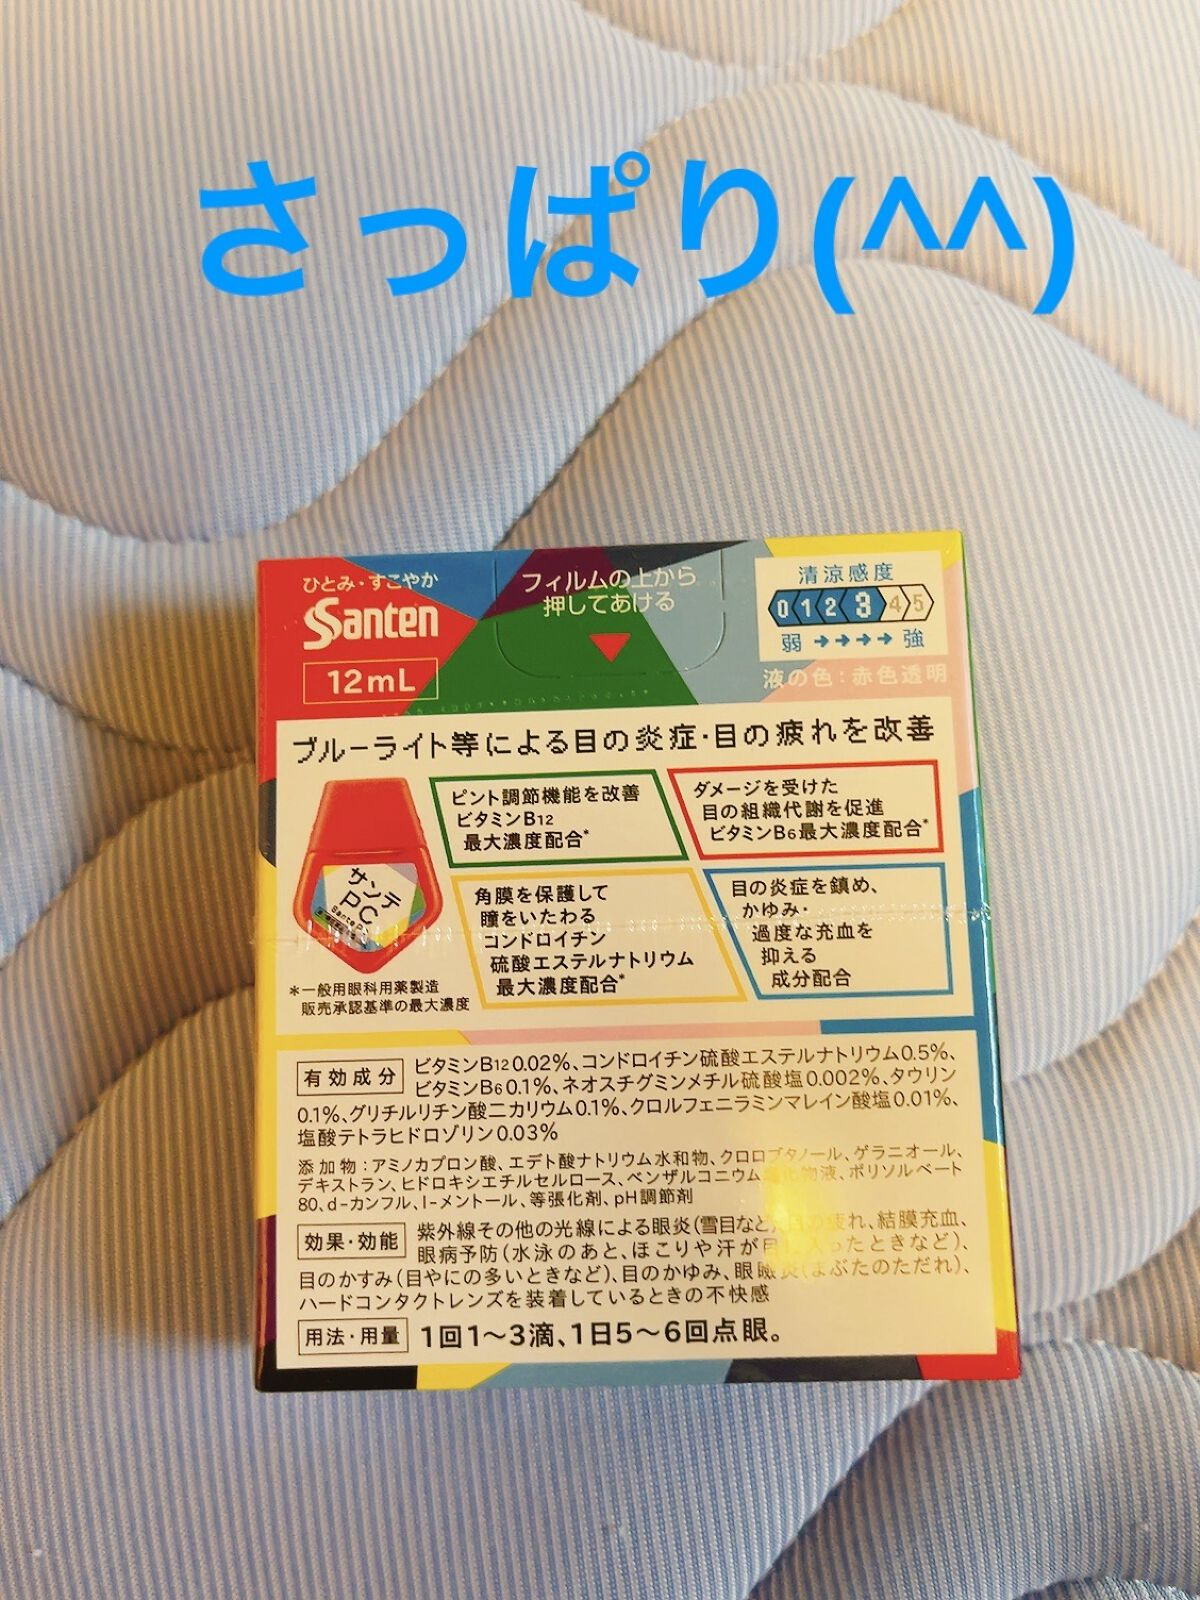 さっぱり(^^)
ひとみ・すこやか
Santen
12mL
フィルムの上から
押してあける
清涼感度
0 1 2 3 4 5
弱 → → → → 強
液の色:赤色透明
ブルーライト等による目の炎症・目の疲れを改善
ピント調節機能を改善
ビタミンB12
最大濃度配合*
ダメージを受けた
目の組織代謝を促進
ビタミンB6最大濃度配合*
サンテ
PC
角膜を保護して
瞳をいたわる
コンドロイチン
硫酸エステルナトリウム
最大濃度配合*
目の炎症を鎮め、
かゆみ・
過度な充血を
抑える
成分配合
*一般用眼科用薬製造
販売承認基準の最大濃度
有効成分 ビタミンB12 0.02%、コンドロイチン硫酸エステルナトリウム0.5%、
ビタミンB6 0.1%、ネオスチグミンメチル硫酸塩0.002%、タウリン
0.1%、グリチルリチン酸二カリウム0.1%、クロルフェニラミンマレイン酸塩0.01%、
塩酸テトラヒドロゾリン0.03%
添加物:アミノカプロン酸、エデト酸ナトリウム水和物、クロロブタノール、ゲラニオール、
デキストラン、ヒドロキシエチルセルロース、ベンザルコニウム塩化物液、ポリソルベート
80、d-カンフル、l-メントール、等張化剤、pH調節剤
効果・効能 紫外線その他の光線による眼炎(雪目など)、目の疲れ、結膜充血、
眼病予防(水泳のあと、ほこりや汗が目に入ったときなど)、
目のかすみ(目やにの多いときなど)、目のかゆみ、眼瞼炎(まぶたのただれ)、
ハードコンタクトレンズを装着しているときの不快感
用法・用量 1回1〜3滴、1日5〜6回点眼。